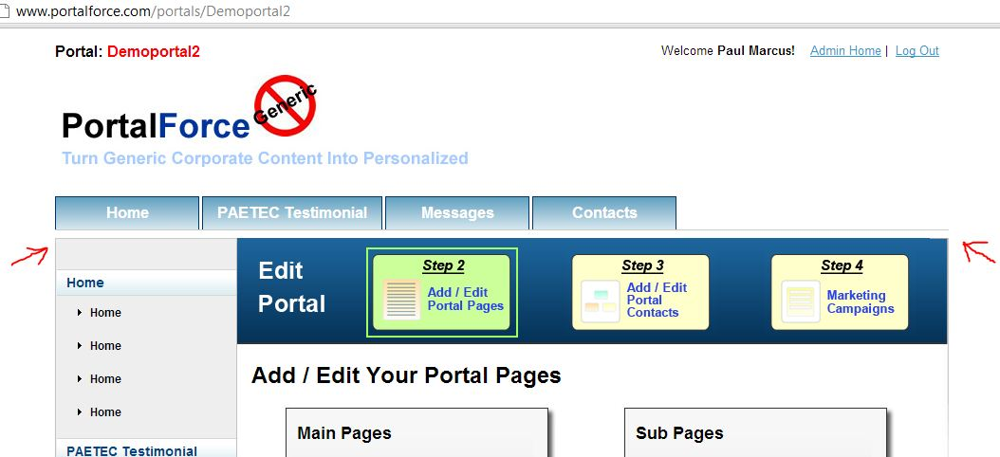 www.portalforce.com/portals/Demoportal2
Portal: Demoportal2
Welcome Paul Marcus! Admin Home | Log Out
Generic
PortalForce
Turn Generic Corporate Content Into Personalized
Home
PAETEC Testimonial
Messages
Contacts
Edit
Portal
Step 2
Add / Edit
Portal Pages
Step 3
Add / Edit
Portal
Contacts
Step 4
Marketing
Campaigns
Home
Home
Home
Home
Home
PAETEC Testimonial
Add / Edit Your Portal Pages
Main Pages
Sub Pages